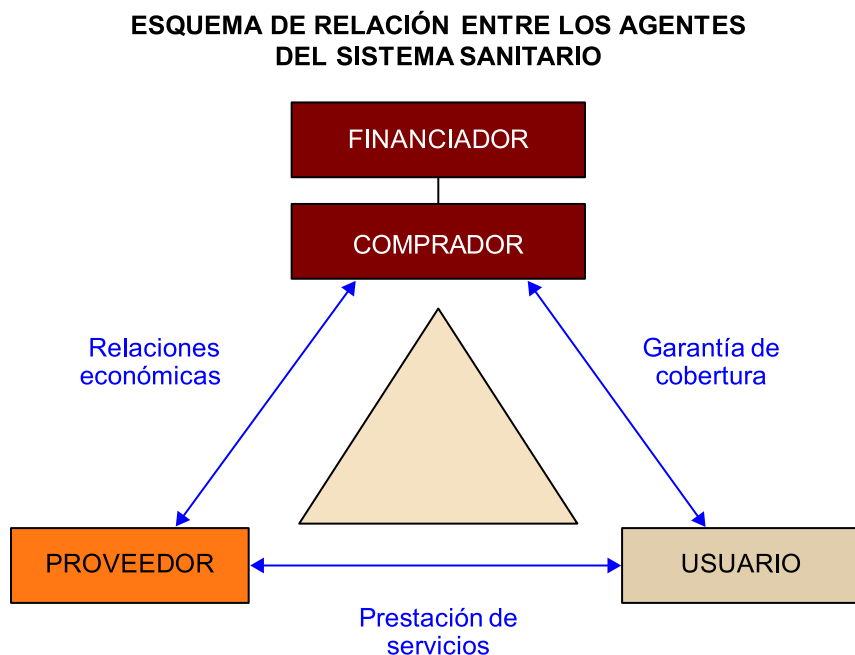 ESQUEMA DE RELACIÓN ENTRE LOS AGENTES
DEL SISTEMA SANITARIO
FINANCIADOR
COMPRADOR
Relaciones
económicas
Garantía de
cobertura
PROVEEDOR
USUARIO
Prestación de
servicios